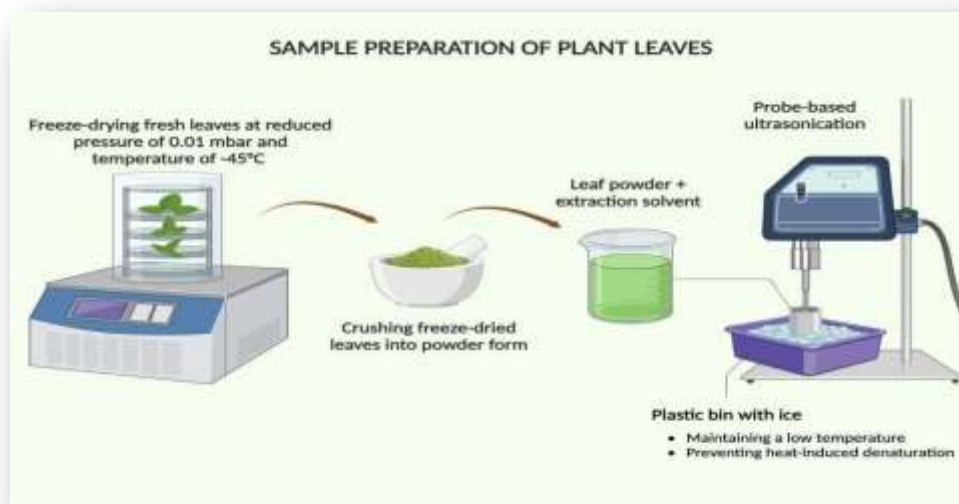 SAMPLE PREPARATION OF PLANT LEAVES
Freeze-drying fresh leaves at reduced
pressure of 0.01 mbar and
temperature of -45°C
Crushing freeze-dried
leaves into powder form
Leaf powder +
extraction solvent
Probe-based
ultrasonication
Plastic bin with ice
• Maintaining a low temperature
• Preventing heat-induced denaturation